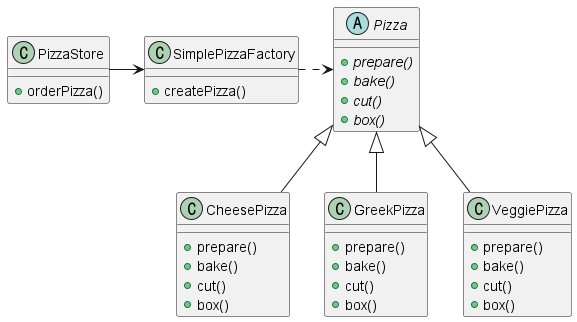 C PizzaStore
orderPizza()
C SimplePizzaFactory
createPizza()
A Pizza
prepare()
bake()
cut()
box()
C CheesePizza
prepare()
bake()
cut()
box()
C GreekPizza
prepare()
bake()
cut()
box()
C VeggiePizza
prepare()
bake()
cut()
box()